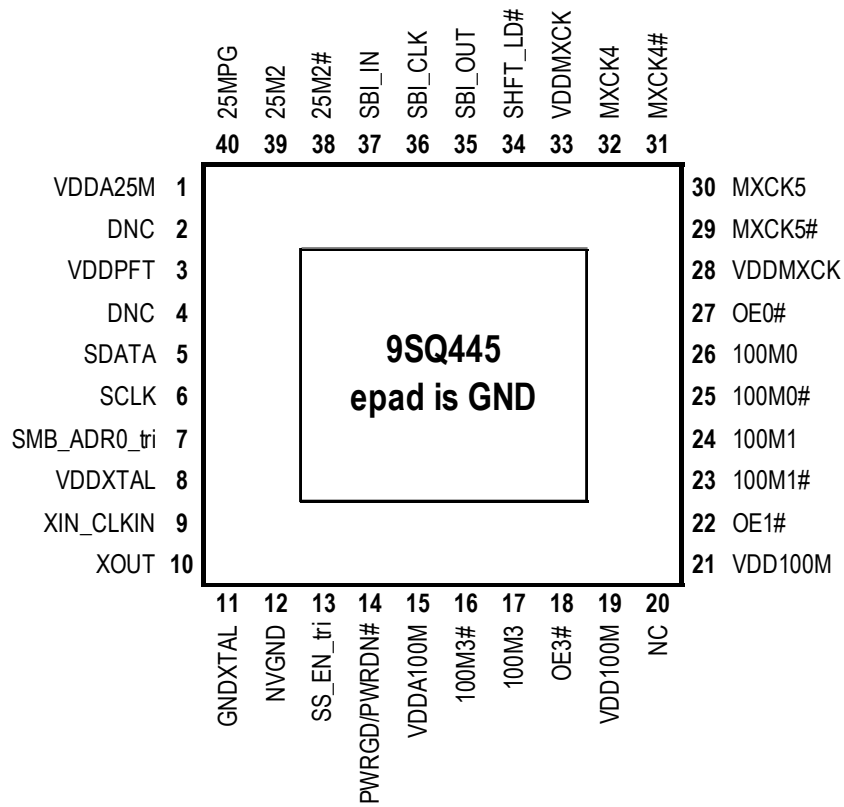 25MPG
25M2
25M2#
SBI_IN
SBI_CLK
SBI_OUT
SHFT_LD#
VDDMXCK
MXCK4
MXCK4#
40 39 38 37 36 35 34 33 32 31
VDDA25M 1
DNC 2
VDDPFT 3
DNC 4
SDATA 5
SCLK 6
SMB_ADR0_tri 7
VDDXTAL 8
XIN_CLKIN 9
XOUT 10
9SQ445
epad is GND
30 MXCK5
29 MXCK5#
28 VDDMXCK
27 OE0#
26 100M0
25 100M0#
24 100M1
23 100M1#
22 OE1#
21 VDD100M
11 12 13 14 15 16 17 18 19 20
GNDXTAL
NVGND
SS_EN_tri
PWRGD/PWRDN#
VDDA100M
100M3#
100M3
OE3#
VDD100M
NC